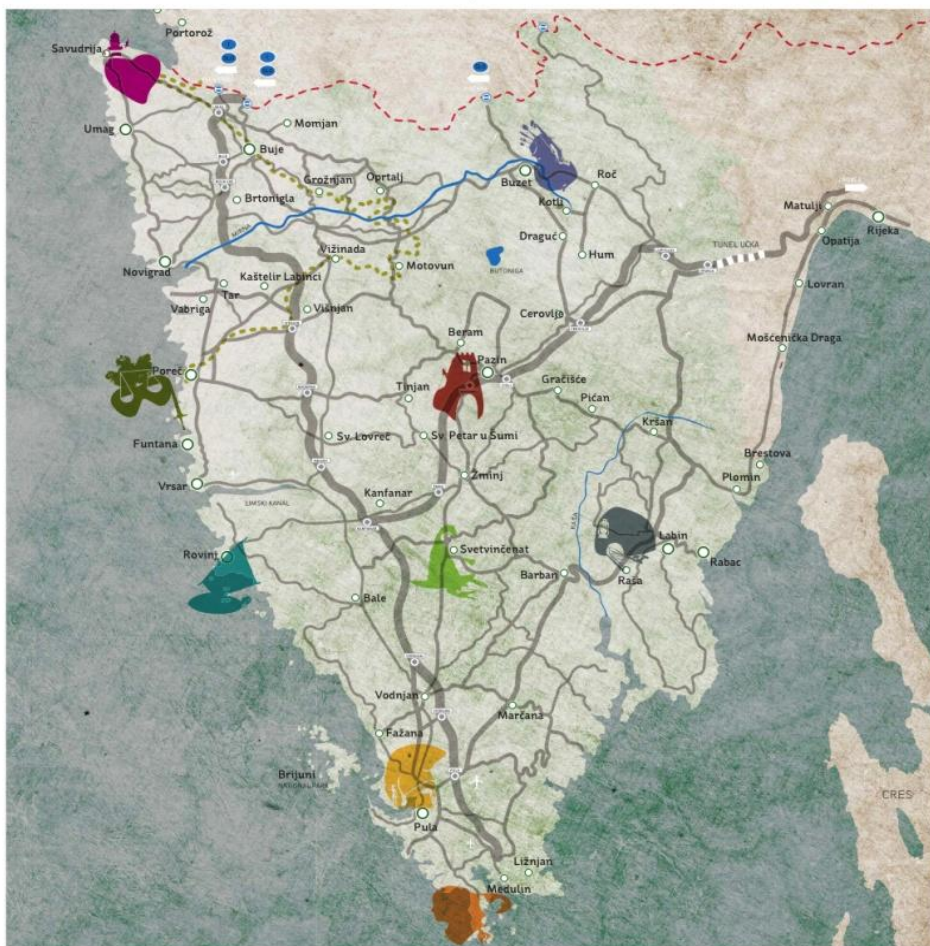 Portorož
Savudrija
Umag
Momjan
Buje
Buzet
Roč
Grožnjan
Oprtalj
Brtonigla
Kotli
Matulji
Rijeka
MIRNA
Draguć
Opatija
TUNEL UČKA
Vižinada
Novigrad
Motovun
Hum
BUTONIGA
Kaštelir Labinci
Lovran
Tar
Vabriga
Višnjan
Cerovlje
Beram
Mošćenička Draga
Poreč
Pazin
Tinjan
Gračišće
Pićan
Funtana
Sv. Lovreč
Sv. Petar u Šumi
Kršan
Brestova
Vrsar
Žminj
Plomin
LIMSKI KANAL
Kanfanar
RAŠA
Labin
Rovinj
Svetvinčenat
Rabac
Barban
Raša
Bale
Vodnjan
Marčana
Fažana
Brijuni
NATIONAL PARK
CRES
Pula
Ližnjan
Medulin